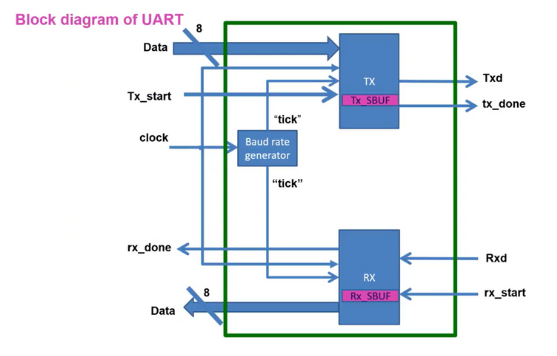 Block diagram of UART
8
Data
TX
Txd
Tx_start
Tx_SBUF
tx_done
"tick"
clock
Baud rate
generator
"tick"
rx_done
Rxd
RX
8
Rx_SBUF
rx_start
Data